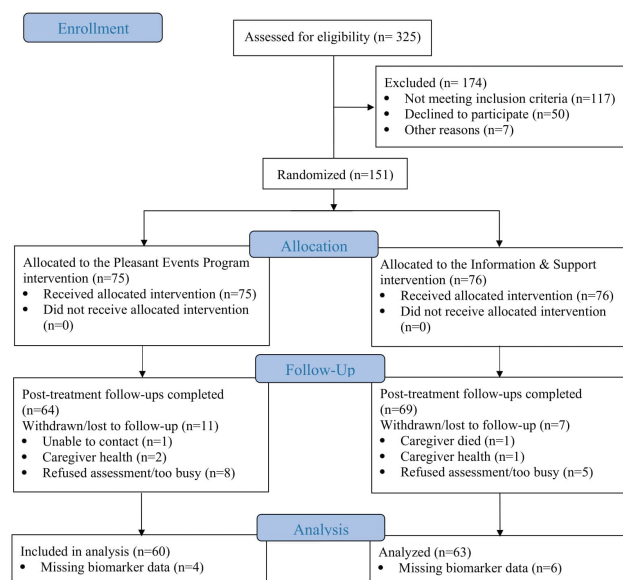 Enrollment
Assessed for eligibility (n= 325)
Excluded (n= 174)
• Not meeting inclusion criteria (n=117)
• Declined to participate (n=50)
• Other reasons (n=7)
Randomized (n=151)
Allocation
Allocated to the Pleasant Events Program
intervention (n=75)
• Received allocated intervention (n=75)
• Did not receive allocated intervention
(n=0)
Allocated to the Information & Support
intervention (n=76)
• Received allocated intervention (n=76)
• Did not receive allocated intervention
(n=0)
Follow-Up
Post-treatment follow-ups completed
(n=64)
Withdrawn/lost to follow-up (n=11)
• Unable to contact (n=1)
• Caregiver health (n=2)
• Refused assessment/too busy (n=8)
Post-treatment follow-ups completed
(n=69)
Withdrawn/lost to follow-up (n=7)
• Caregiver died (n=1)
• Caregiver health (n=1)
• Refused assessment/too busy (n=5)
Analysis
Included in analysis (n=60)
• Missing biomarker data (n=4)
Analyzed (n=63)
• Missing biomarker data (n=6)